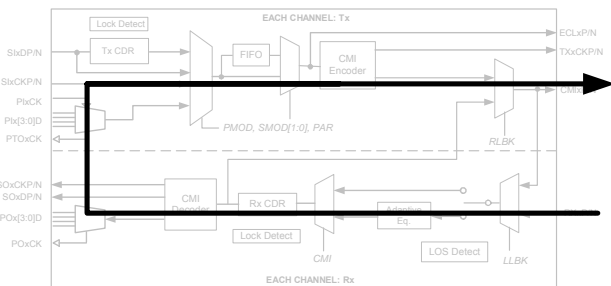 EACH CHANNEL: Tx
Lock Detect
SIxDP/N
Tx CDR
FIFO
CMI
Encoder
ECLxP/N
TXxCKP/N
SIxCKP/N
PIxCK
PIx[3:0]D
PTOxCK
PMOD, SMOD[1:0], PAR
RLBK
SOxCKP/N
SOxDP/N
POx[3:0]D
POxCK
CMI
Decoder
Rx CDR
Lock Detect
CMI
Adaptive
Eq.
LOS Detect
LLBK
EACH CHANNEL: Rx